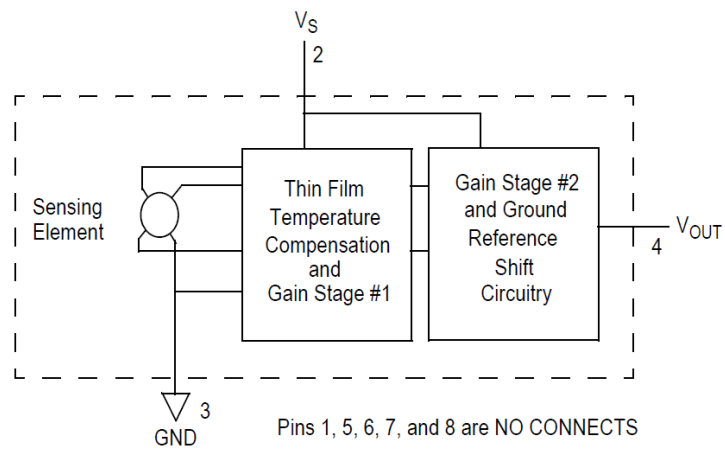 VS
2
Sensing
Element
Thin Film
Temperature
Compensation
and
Gain Stage #1
Gain Stage #2
and Ground
Reference
Shift
Circuitry
VOUT
4
3
GND
Pins 1, 5, 6, 7, and 8 are NO CONNECTS